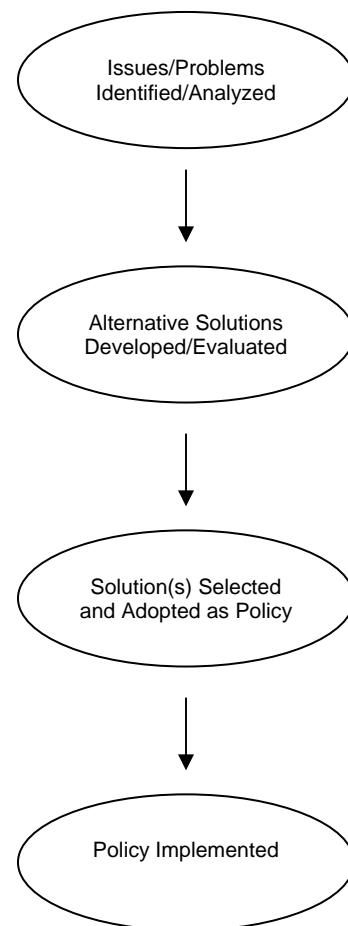 Issues/Problems
Identified/Analyzed
Alternative Solutions
Developed/Evaluated
Solution(s) Selected
and Adopted as Policy
Policy Implemented